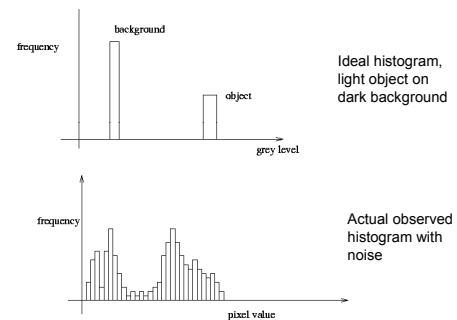 background
frequency
object
grey level
Ideal histogram,
light object on
dark background
frequency
pixel value
Actual observed
histogram with
noise